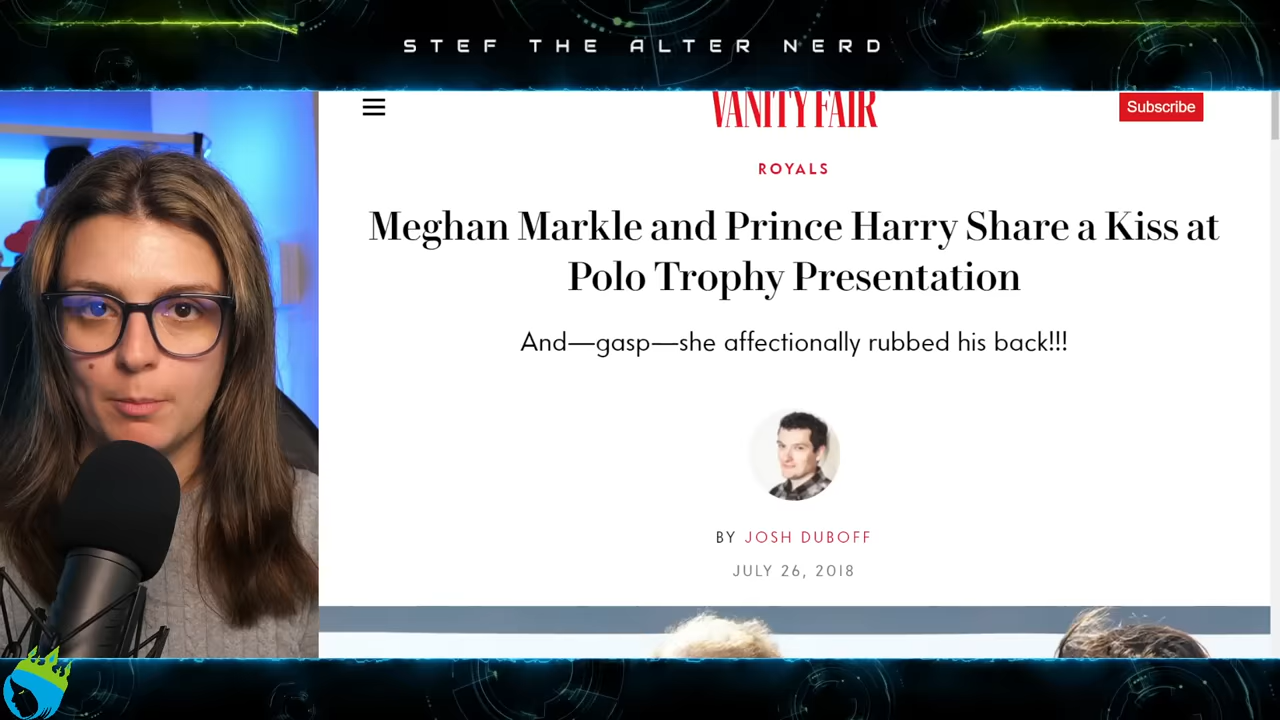 STEF THE ALTER NERD
VANITY FAIR
Subscribe
ROYALS
Meghan Markle and Prince Harry Share a Kiss at
Polo Trophy Presentation
And—gasp—she affectionally rubbed his back!!!
BY JOSH DUBOFF
JULY 26, 2018